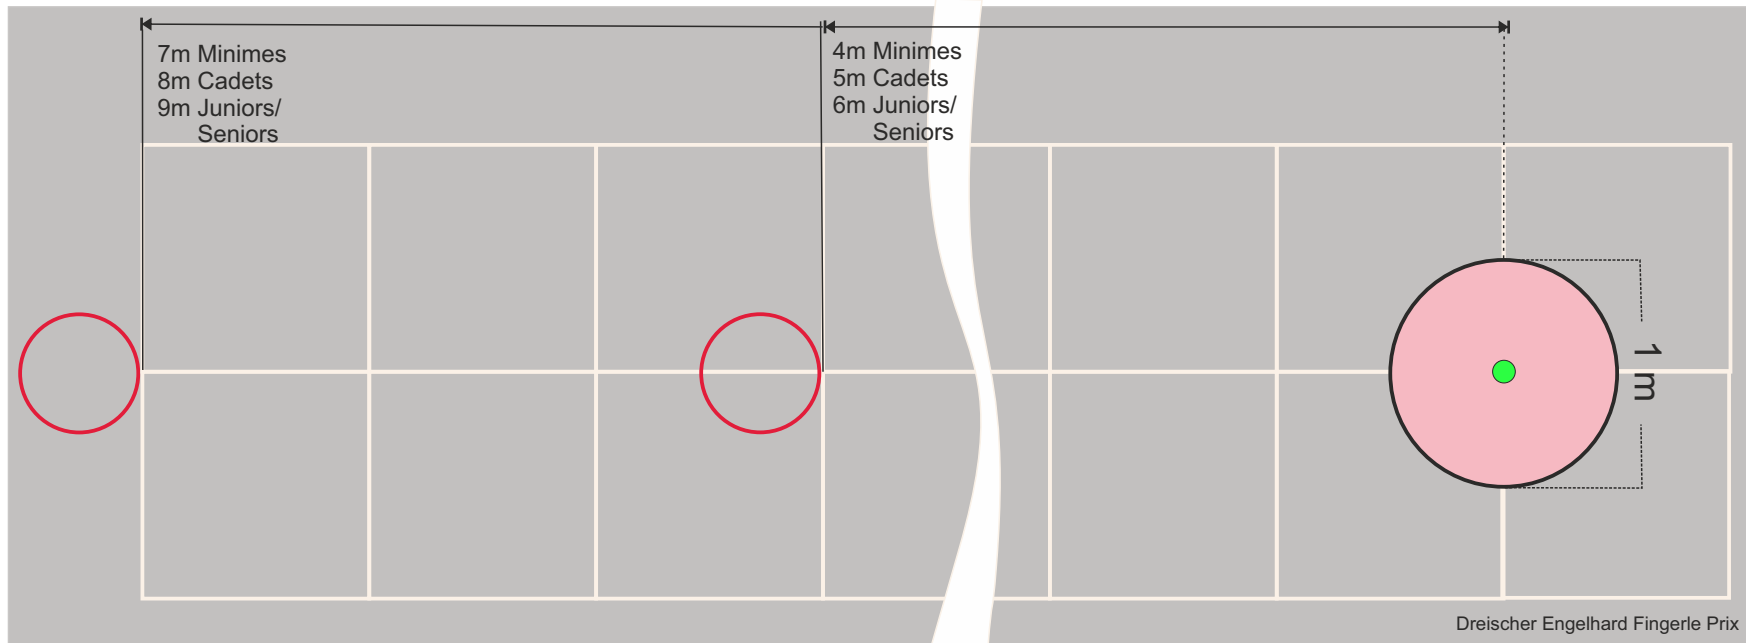 7m Minimes
8m Cadets
9m Juniors/
Seniors
4m Minimes
5m Cadets
6m Juniors/
Seniors
1 m
Dreischer Engelhard Fingerle Prix